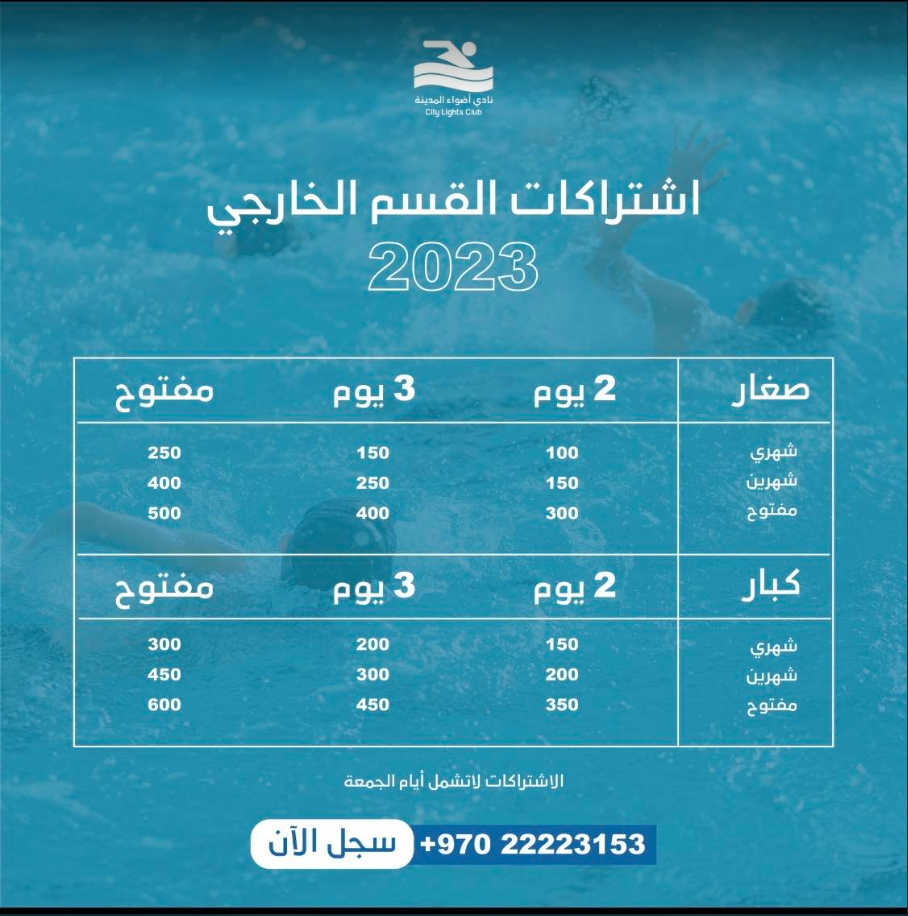 نادي أضواء المدينة
City Lights Club
اشتراكات القسم الخارجي
2023
صغار 2 يوم 3 يوم مفتوح
شهري 100 150 250
شهرين 150 250 400
مفتوح 300 400 500
كبار 2 يوم 3 يوم مفتوح
شهري 150 200 300
شهرين 200 300 450
مفتوح 350 450 600
الاشتراكات لاتشمل أيام الجمعة
سجل الآن +970 22223153